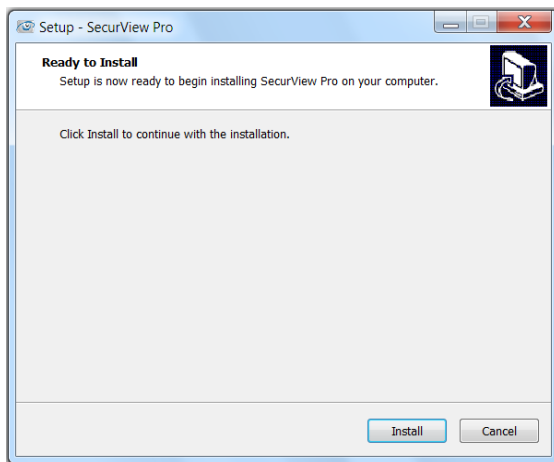 Setup - SecurView Pro
Ready to Install
Setup is now ready to begin installing SecurView Pro on your computer.
Click Install to continue with the installation.
Install Cancel